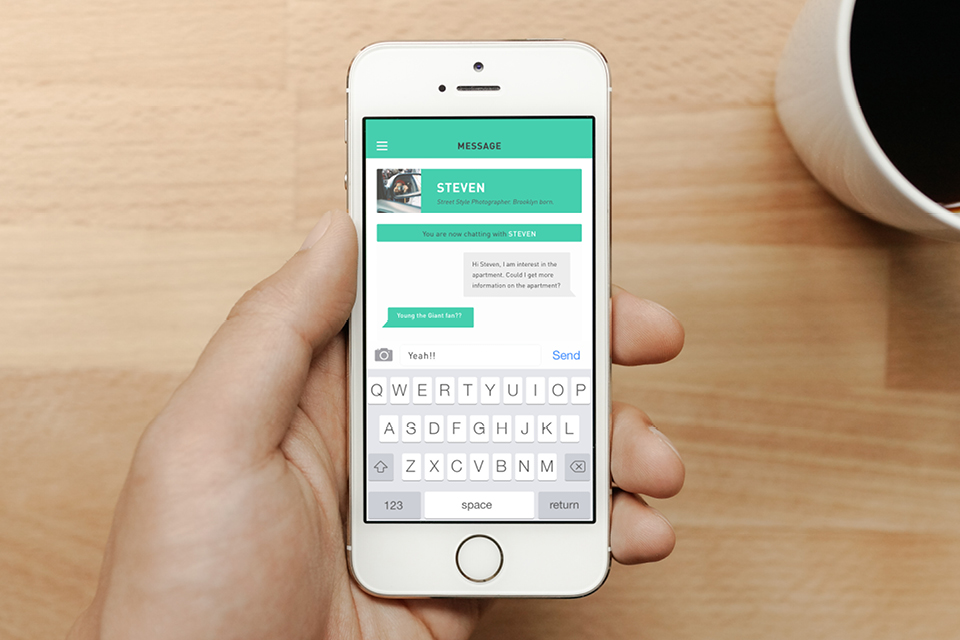 MESSAGE
STEVEN
Street Style Photographer. Brooklyn born.
You are now chatting with STEVEN
Hi Steven, I am interest in the
apartment. Could I get more
information on the apartment?
Young the Giant fan??
Yeah!! Send
Q W E R T Y U I O P
A S D F G H J K L
Z X C V B N M
123 space return